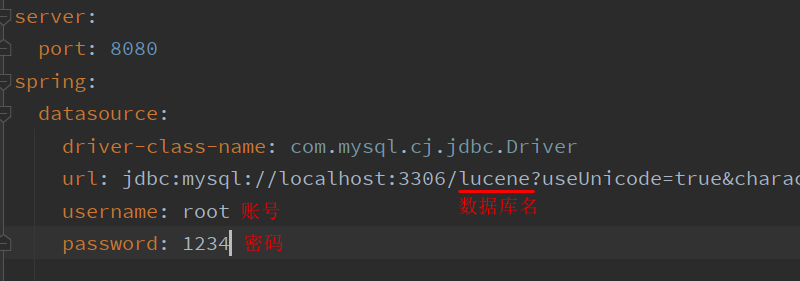 server:
port: 8080
spring:
datasource:
driver-class-name: com.mysql.cj.jdbc.Driver
url: jdbc:mysql://localhost:3306/lucene?useUnicode=true&charac
username: root 账号
数据库名
password: 1234 密码